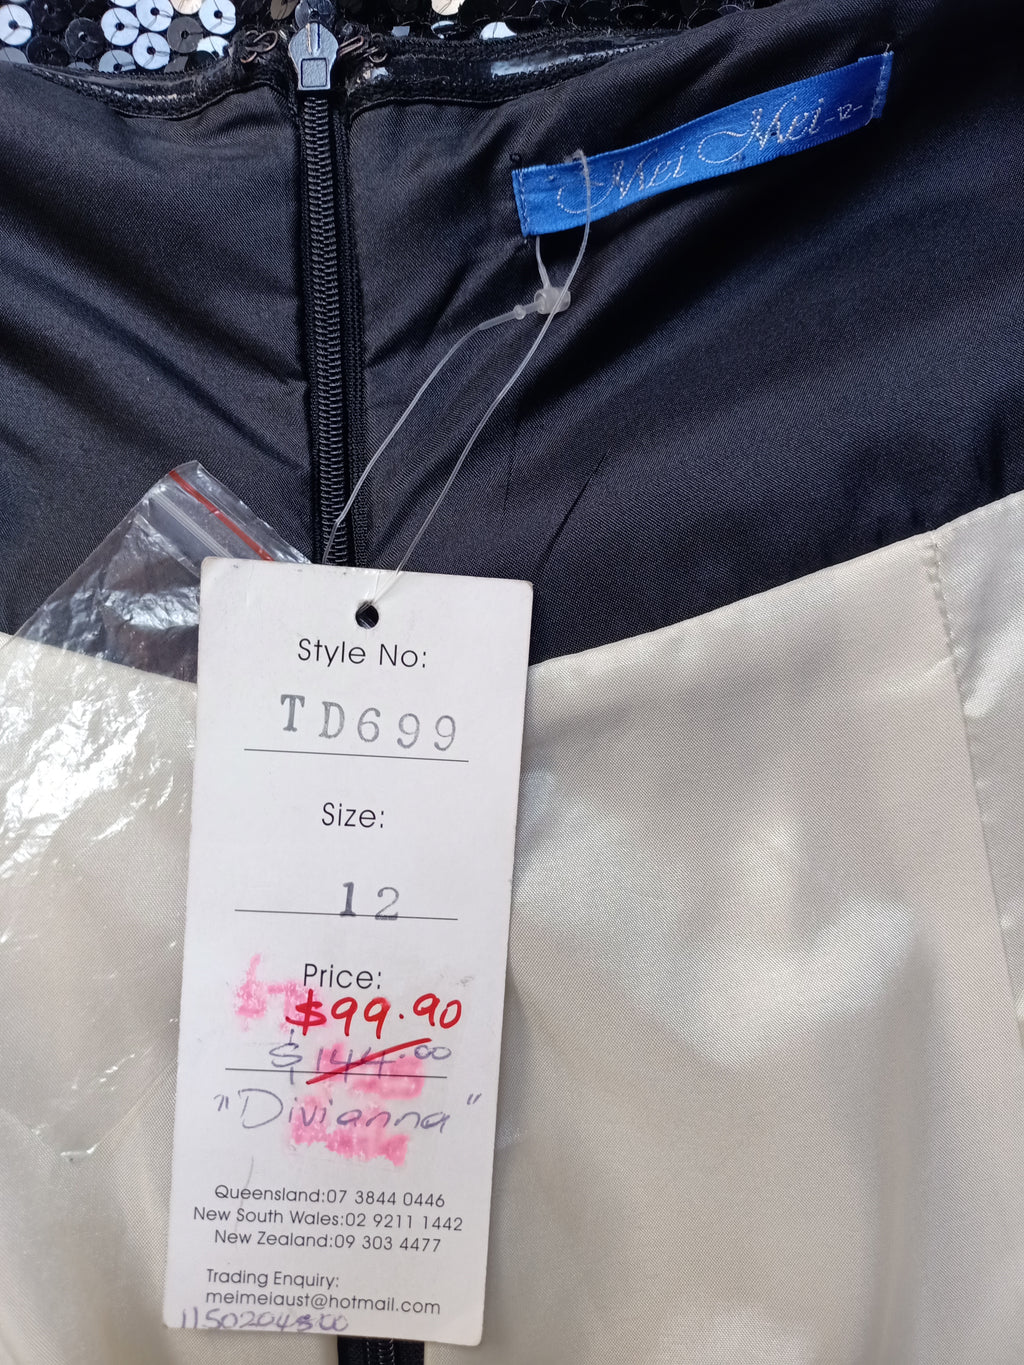 Mei Mei -12-
Style No:
TD699
Size:
12
Price:
$99.90
$144.00
"Divianna"
Queensland:07 3844 0446
New South Wales:02 9211 1442
New Zealand:09 303 4477
Trading Enquiry:
meimeiaust@hotmail.com